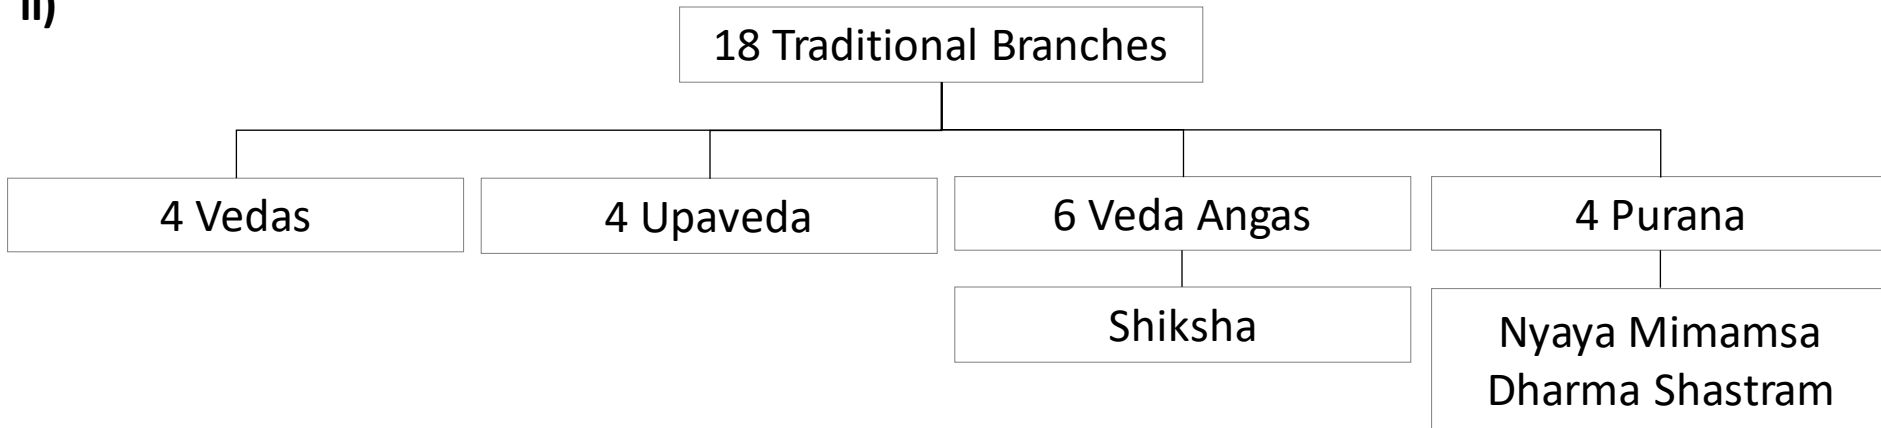 ii)
18 Traditional Branches
4 Vedas
4 Upaveda
6 Veda Angas
4 Purana
Shiksha
Nyaya Mimamsa
Dharma Shastram